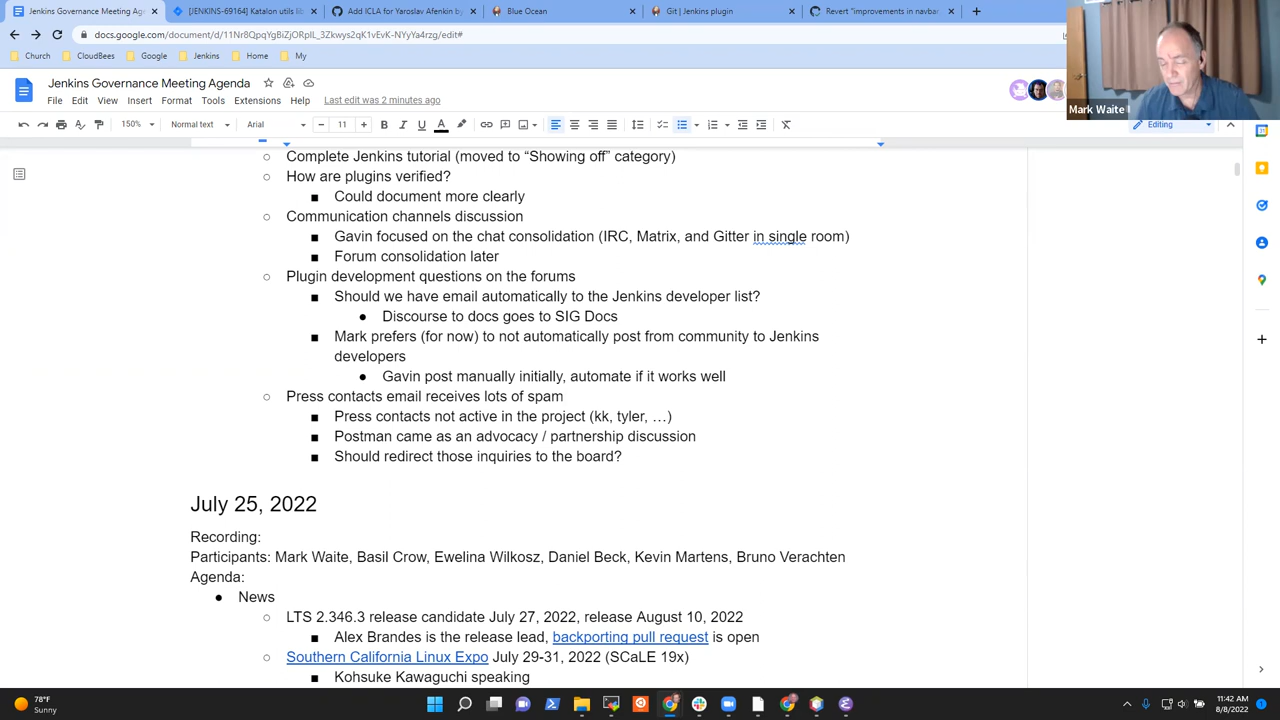 Jenkins Governance Meeting Ag
[JENKINS-69164] Katalon utils lib
Add ICLA for Yaroslav Afenkin by
Blue Ocean
Git | Jenkins plugin
Revert "improvements in navbar
docs.google.com/document/d/11Nr8QpqYgBiZjORpIL_3Zkwys2qK1vEvK-NYyYa4rzg/edit#
Church CloudBees Google Jenkins Home My
Jenkins Governance Meeting Agenda
File Edit View Insert Format Tools Extensions Help Last edit was 2 minutes ago
Mark Waite
150% Normal text Arial 11 Editing
Complete Jenkins tutorial (moved to “Showing off” category)
How are plugins verified?
Could document more clearly
Communication channels discussion
Gavin focused on the chat consolidation (IRC, Matrix, and Gitter in single room)
Forum consolidation later
Plugin development questions on the forums
Should we have email automatically to the Jenkins developer list?
Discourse to docs goes to SIG Docs
Mark prefers (for now) to not automatically post from community to Jenkins
developers
Gavin post manually initially, automate if it works well
Press contacts email receives lots of spam
Press contacts not active in the project (kk, tyler, …)
Postman came as an advocacy / partnership discussion
Should redirect those inquiries to the board?
July 25, 2022
Recording:
Participants: Mark Waite, Basil Crow, Ewelina Wilkosz, Daniel Beck, Kevin Martens, Bruno Verachten
Agenda:
News
LTS 2.346.3 release candidate July 27, 2022, release August 10, 2022
Alex Brandes is the release lead, backporting pull request is open
Southern California Linux Expo July 29-31, 2022 (SCaLE 19x)
Kohsuke Kawaguchi speaking
78°F
Sunny
11:42 AM
8/8/2022